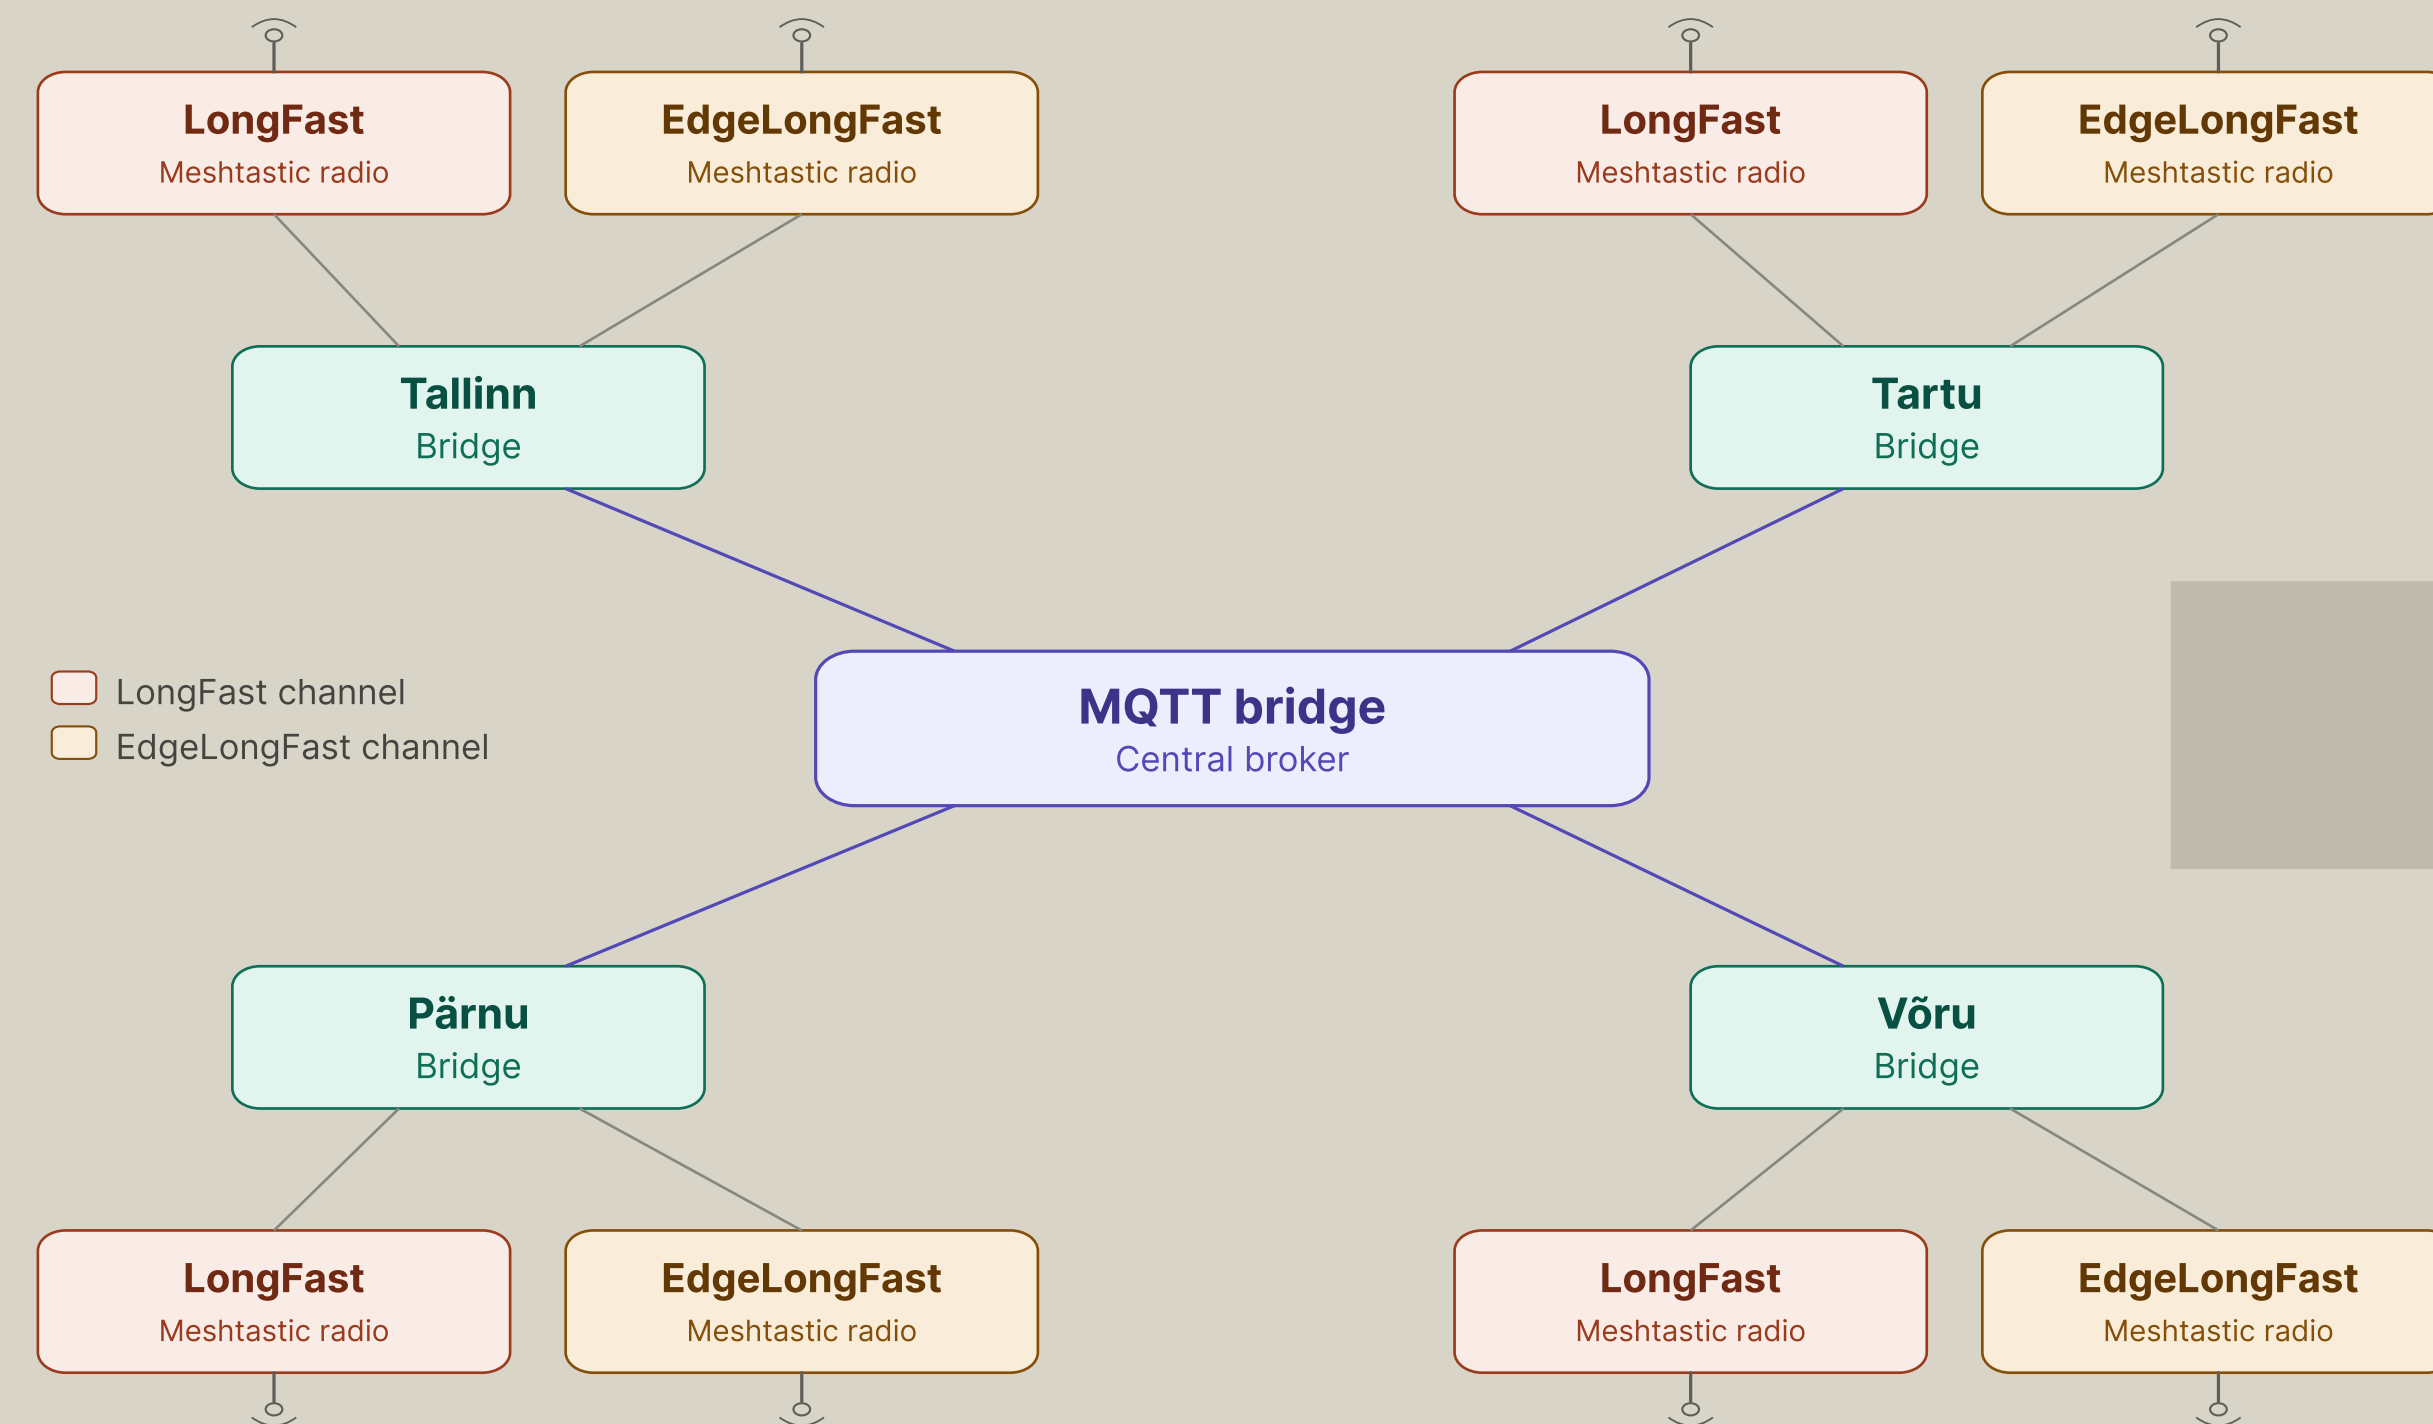 LongFast
Meshtastic radio
EdgeLongFast
Meshtastic radio
LongFast
Meshtastic radio
EdgeLongFast
Meshtastic radio
Tallinn
Bridge
Tartu
Bridge
LongFast channel
EdgeLongFast channel
MQTT bridge
Central broker
Pärnu
Bridge
Võru
Bridge
LongFast
Meshtastic radio
EdgeLongFast
Meshtastic radio
LongFast
Meshtastic radio
EdgeLongFast
Meshtastic radio